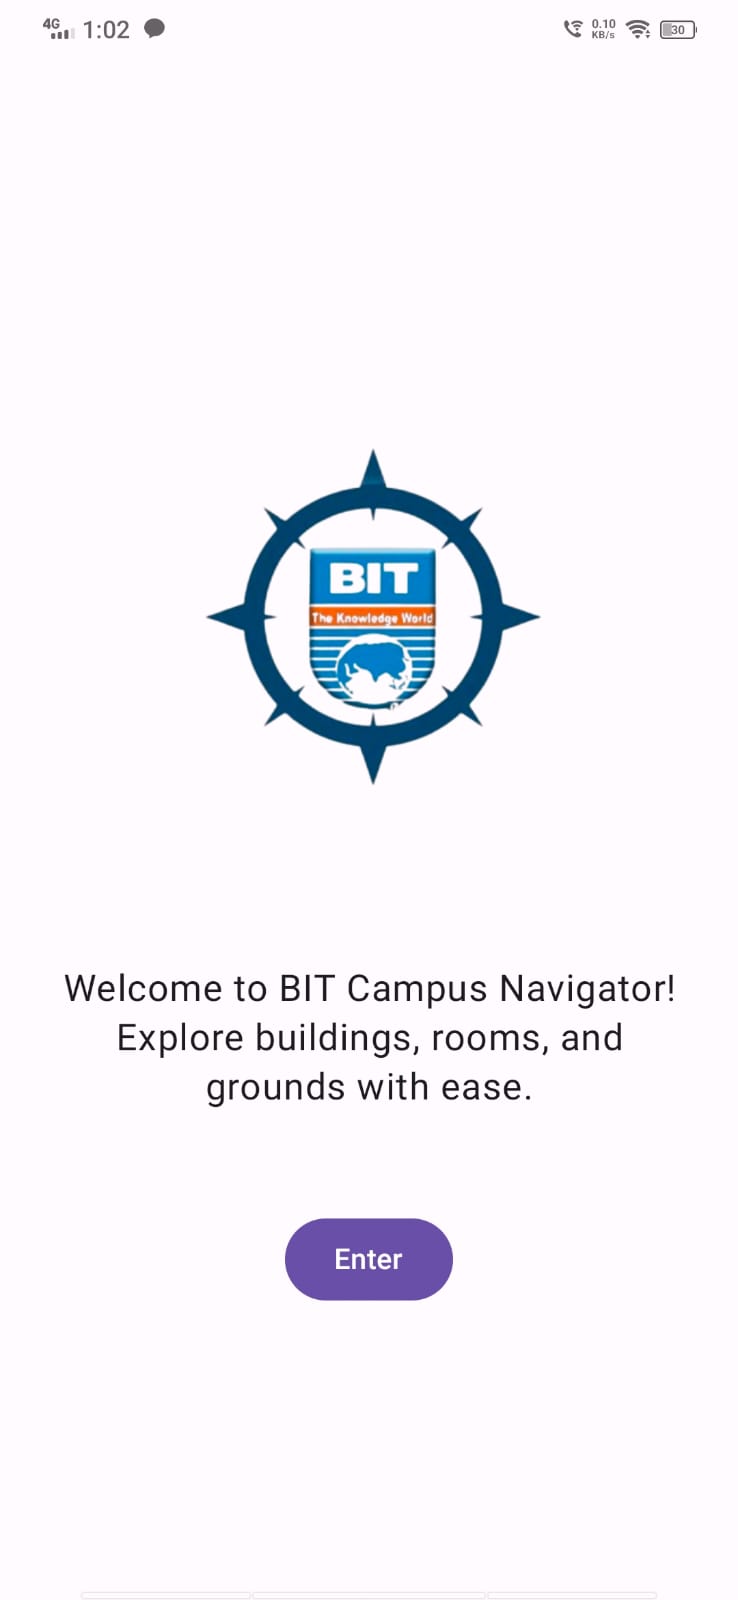 4G 1:02 0.10 KB/s 30
BIT
The Knowledge World
Welcome to BIT Campus Navigator!
Explore buildings, rooms, and
grounds with ease.
Enter